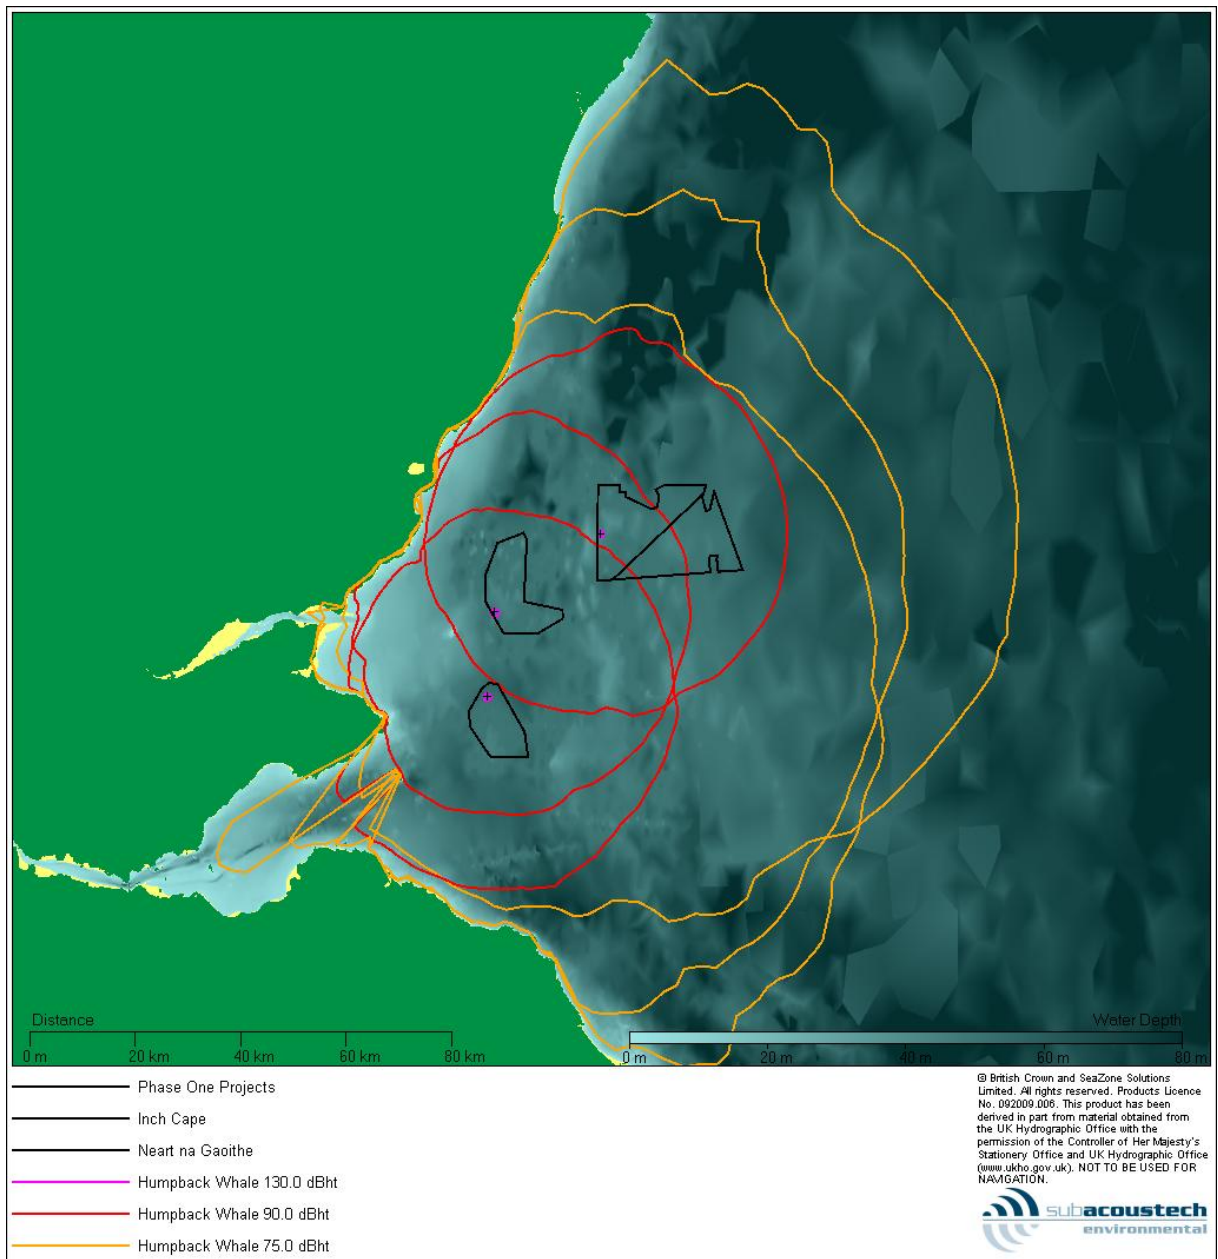 Distance
0 m 20 km 40 km 60 km 80 km
Water Depth
0 m 20 m 40 m 60 m 80 m
Phase One Projects
Inch Cape
Neart na Gaoithe
Humpback Whale 130.0 dBht
Humpback Whale 90.0 dBht
Humpback Whale 75.0 dBht
© British Crown and SeaZone Solutions
Limited. All rights reserved. Products Licence
No. 092009.006. This product has been
derived in part from material obtained from
the UK Hydrographic Office with the
permission of the Controller of Her Majesty's
Stationery Office and UK Hydrographic Office
(www.ukho.gov.uk). NOT TO BE USED FOR
NAVIGATION.
subacoustech
environmental